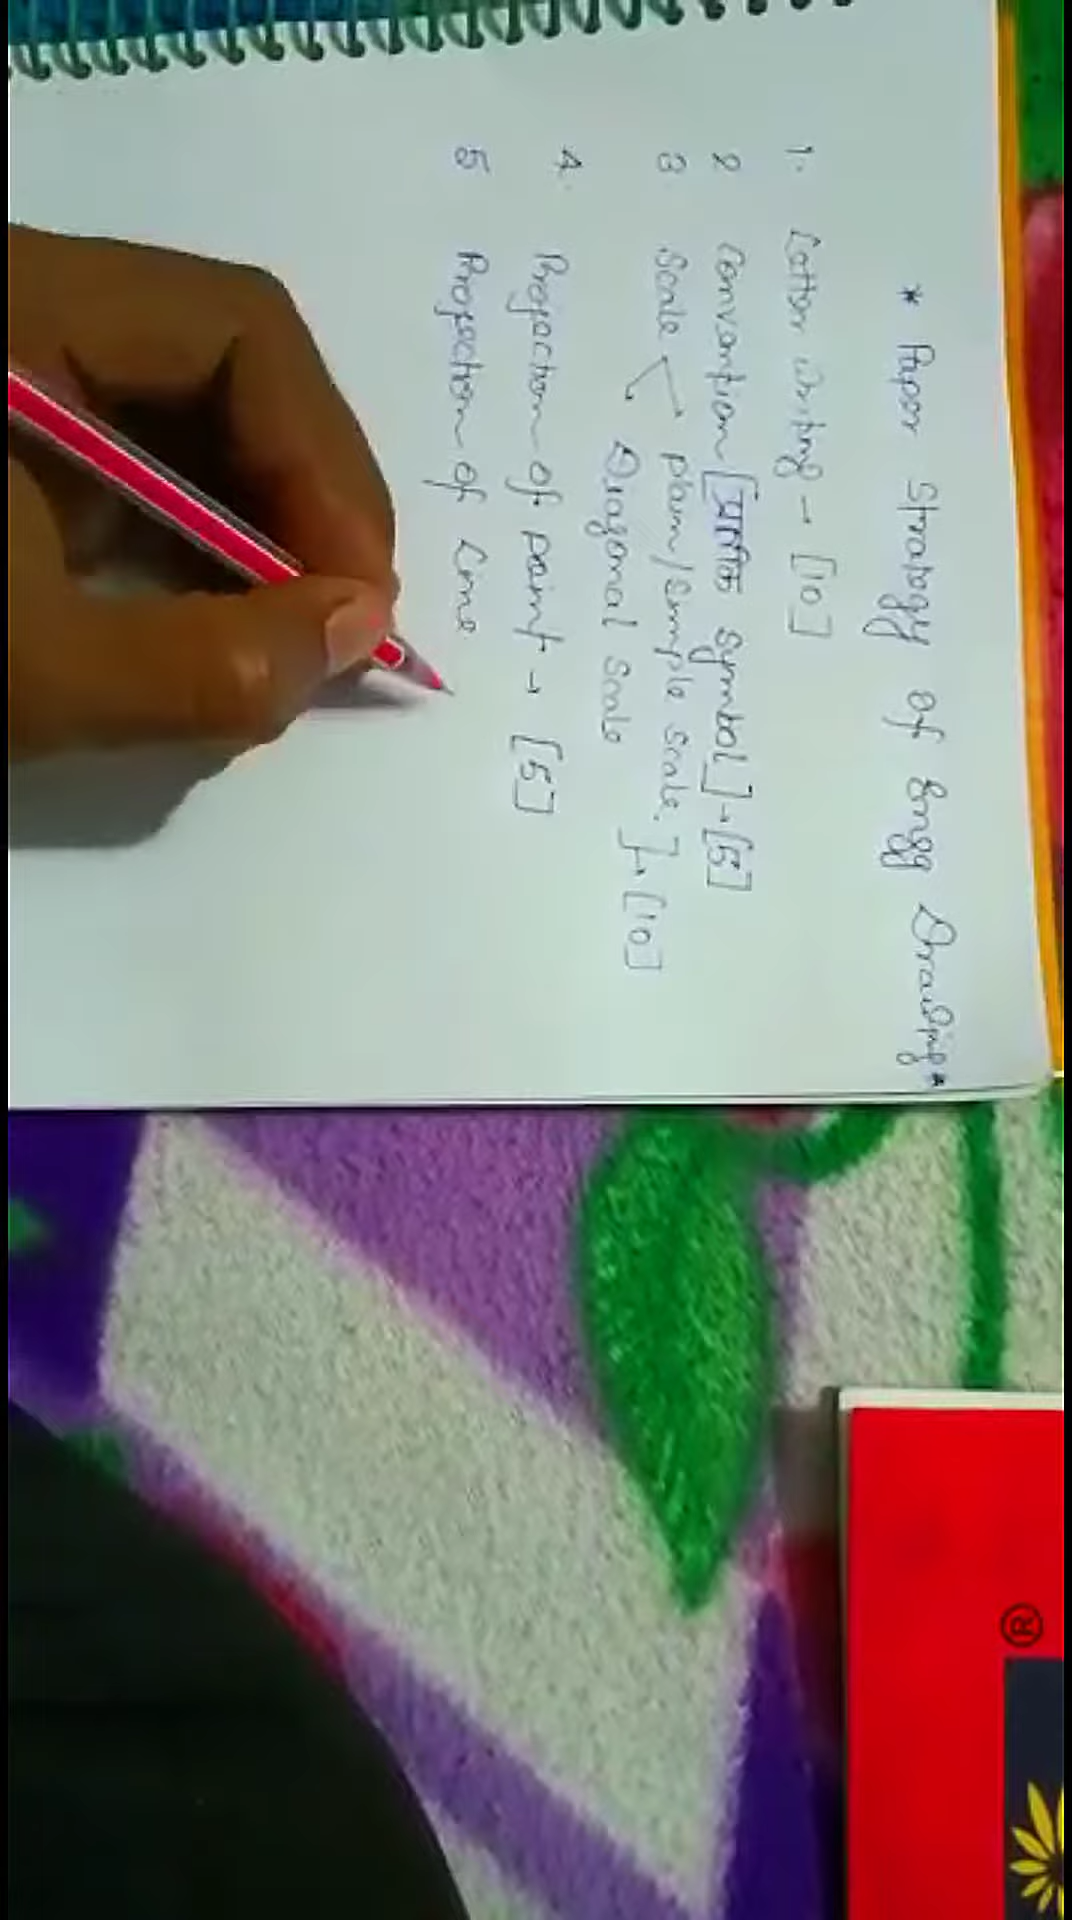 * Paper Strategy of Engg Drawing *
1. Letter writing → [10]
2 Convention [प्रतीक symbol] → [5]
3 Scale → plain/simple scale. } → [10]
→ Diagonal scale
4. Projection of point → [5]
5 Projection of Line
®